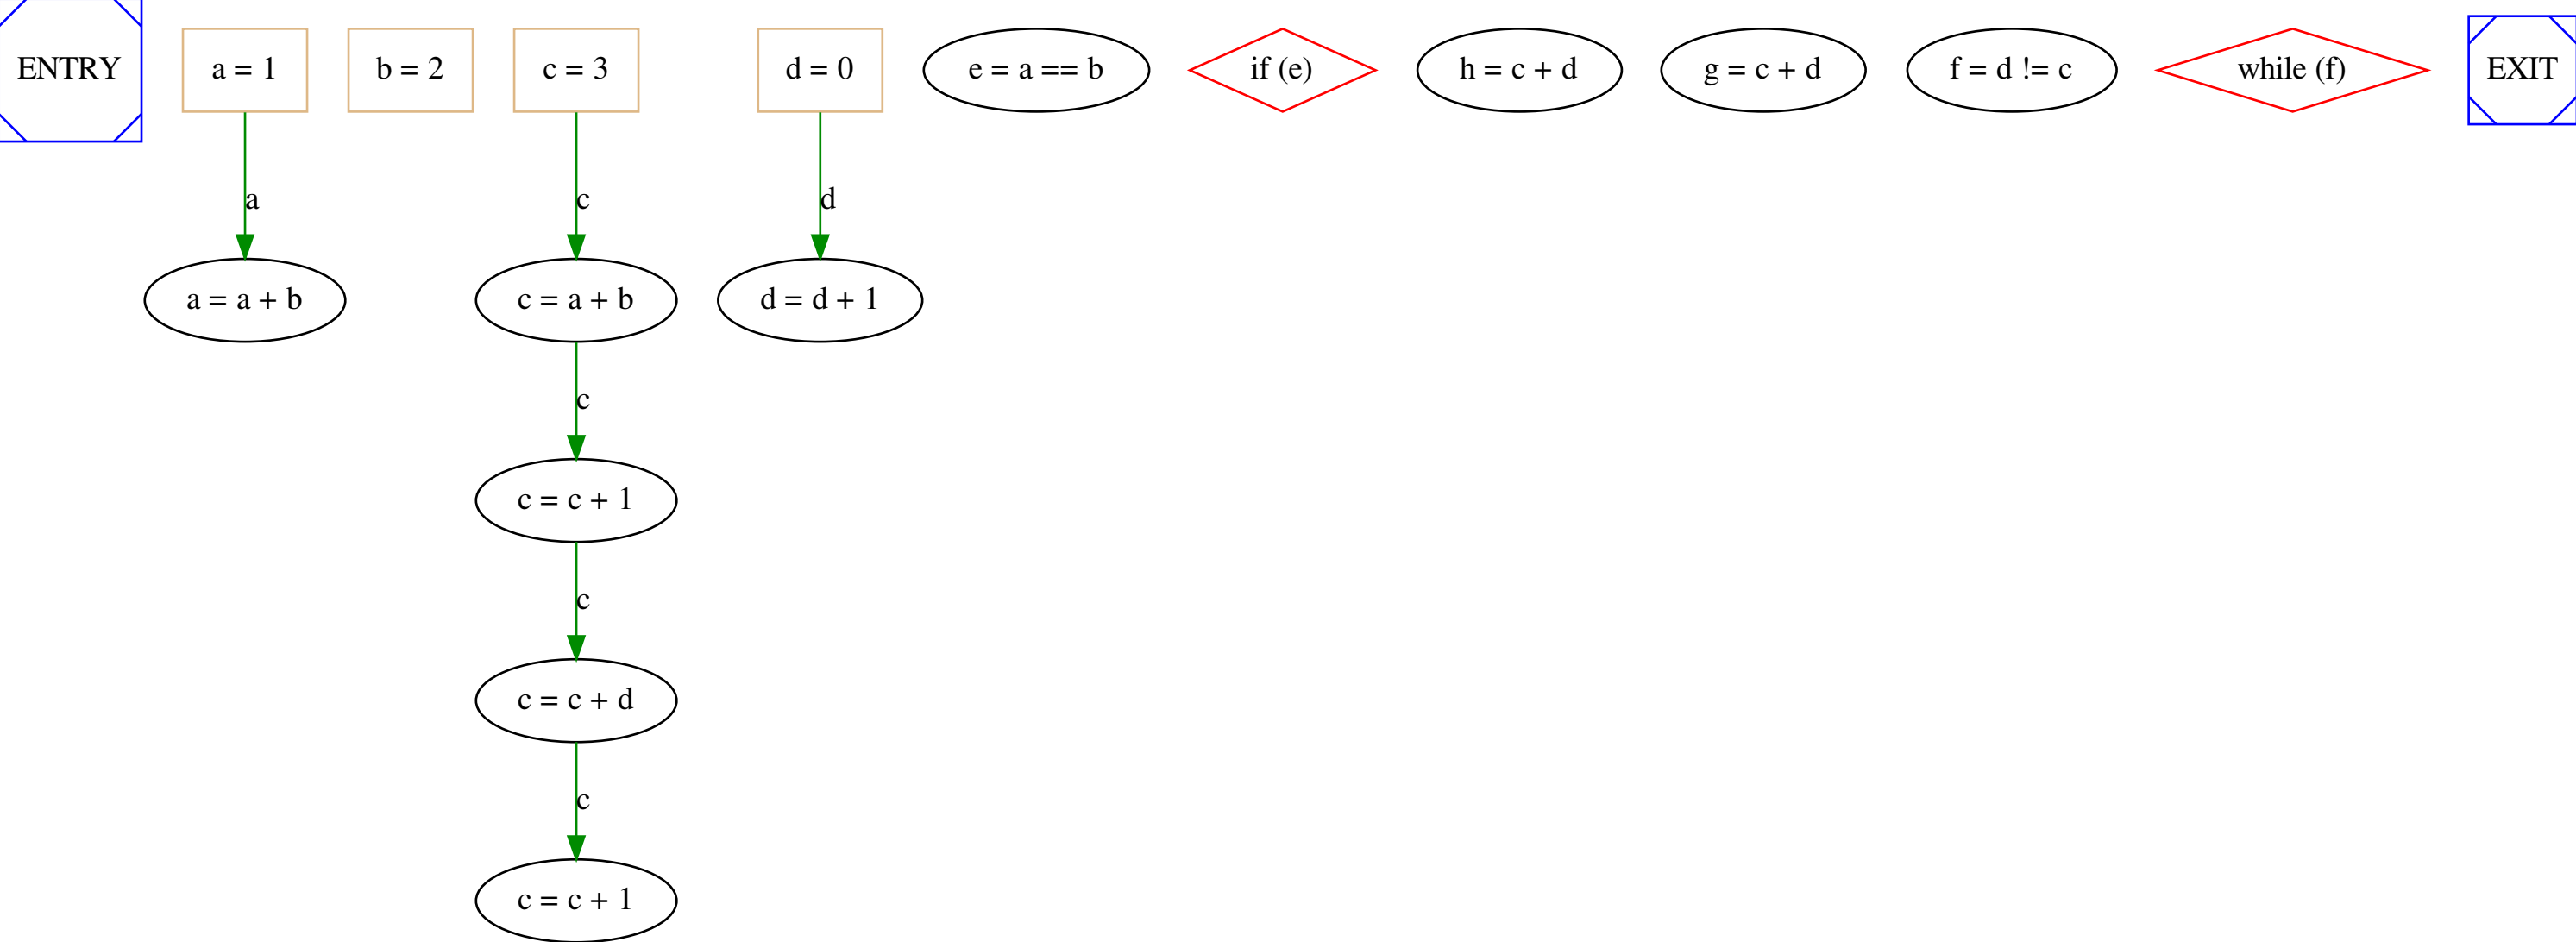 ENTRY
a = 1
b = 2
c = 3
d = 0
e = a == b
if (e)
h = c + d
g = c + d
f = d != c
while (f)
EXIT
a
c
d
a = a + b
c = a + b
d = d + 1
c
c = c + 1
c
c = c + d
c
c = c + 1